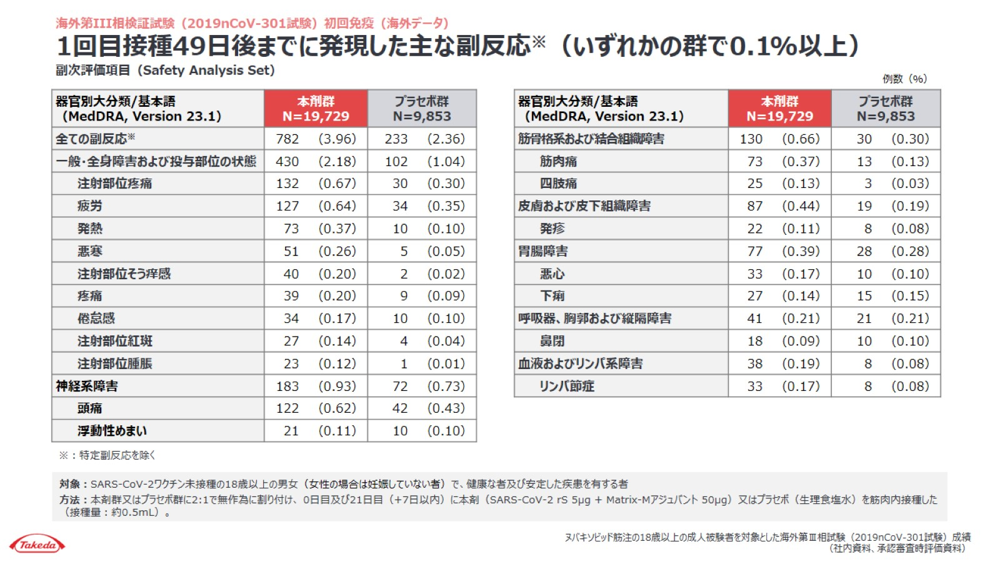 海外第III相検証試験（2019nCoV-301試験）初回免疫（海外データ）
1回目接種49日後までに発現した主な副反応※（いずれかの群で0.1%以上）
副次評価項目（Safety Analysis Set）
例数（%）
器官別大分類/基本語（MedDRA, Version 23.1） 本剤群 N=19,729 プラセボ群 N=9,853
全ての副反応※ 782 （3.96） 233 （2.36）
一般・全身障害および投与部位の状態 430 （2.18） 102 （1.04）
注射部位疼痛 132 （0.67） 30 （0.30）
疲労 127 （0.64） 34 （0.35）
発熱 73 （0.37） 10 （0.10）
悪寒 51 （0.26） 5 （0.05）
注射部位そう痒感 40 （0.20） 2 （0.02）
疼痛 39 （0.20） 9 （0.09）
倦怠感 34 （0.17） 10 （0.10）
注射部位紅斑 27 （0.14） 4 （0.04）
注射部位腫脹 23 （0.12） 1 （0.01）
神経系障害 183 （0.93） 72 （0.73）
頭痛 122 （0.62） 42 （0.43）
浮動性めまい 21 （0.11） 10 （0.10）
器官別大分類/基本語（MedDRA, Version 23.1） 本剤群 N=19,729 プラセボ群 N=9,853
筋骨格系および結合組織障害 130 （0.66） 30 （0.30）
筋肉痛 73 （0.37） 13 （0.13）
四肢痛 25 （0.13） 3 （0.03）
皮膚および皮下組織障害 87 （0.44） 19 （0.19）
発疹 22 （0.11） 8 （0.08）
胃腸障害 77 （0.39） 28 （0.28）
悪心 33 （0.17） 10 （0.10）
下痢 27 （0.14） 15 （0.15）
呼吸器、胸郭および縦隔障害 41 （0.21） 21 （0.21）
鼻閉 18 （0.09） 10 （0.10）
血液およびリンパ系障害 38 （0.19） 8 （0.08）
リンパ節症 33 （0.17） 8 （0.08）
※：特定副反応を除く
対象：SARS-CoV-2ワクチン未接種の18歳以上の男女（女性の場合は妊娠していない者）で、健康な者及び安定した疾患を有する者
方法：本剤群又はプラセボ群に2:1で無作為に割り付け、0日目及び21日目（+7日以内）に本剤（SARS-CoV-2 rS 5μg + Matrix-Mアジュバント 50μg）又はプラセボ（生理食塩水）を筋肉内接種した
（接種量：約0.5mL）。
Takeda
ヌバキソビッド筋注の18歳以上の成人被験者を対象とした海外第Ⅲ相試験（2019nCoV-301試験）成績
（社内資料、承認審査時評価資料）